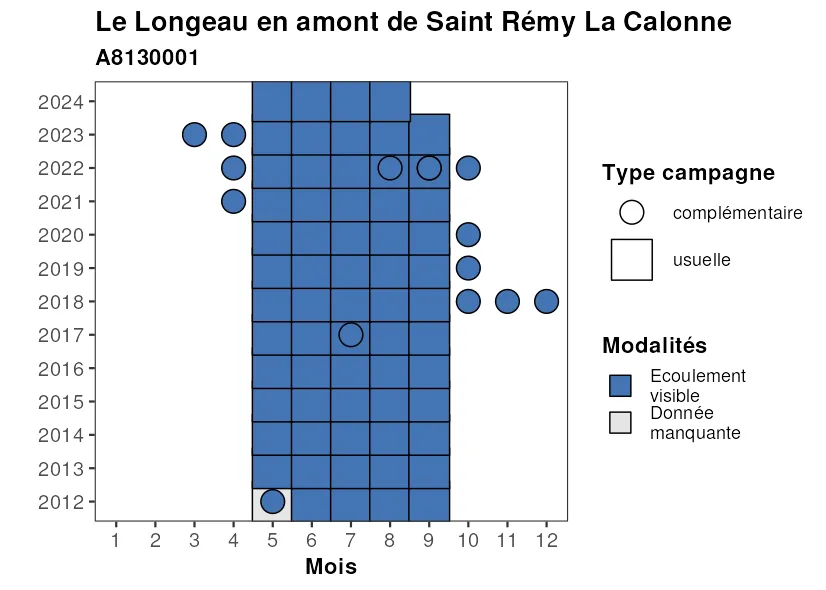 Le Longeau en amont de Saint Rémy La Calonne
A8130001
2024
2023
2022
2021
2020
2019
2018
2017
2016
2015
2014
2013
2012
1 2 3 4 5 6 7 8 9 10 11 12
Mois
Type campagne
complémentaire
usuelle
Modalités
Ecoulement
visible
Donnée
manquante